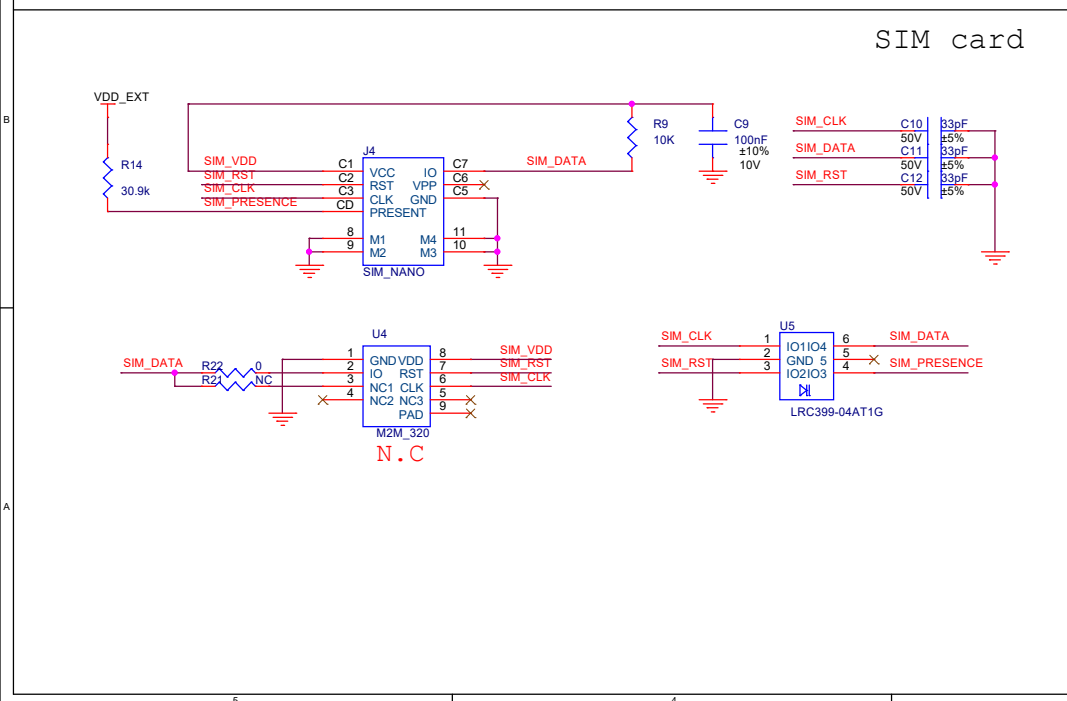 SIM card
B
VDD_EXT
R14
30.9k
SIM_VDD
SIM_RST
SIM_CLK
SIM_PRESENCE
J4
C1
C2
C3
CD
VCC
RST
CLK
PRESENT
IO
VPP
GND
C7
C6
C5
SIM_DATA
8
9
M1
M2
M4
M3
11
10
SIM_NANO
R9
10K
C9
100nF
±10%
10V
SIM_CLK
C10
33pF
50V
±5%
SIM_DATA
C11
33pF
50V
±5%
SIM_RST
C12
33pF
50V
±5%
SIM_DATA
R22
0
R21
NC
U4
1
2
3
4
GND
IO
NC1
NC2
VDD
RST
CLK
NC3
PAD
8
7
6
5
9
SIM_VDD
SIM_RST
SIM_CLK
M2M_320
N.C
SIM_CLK
SIM_RST
U5
1
2
3
IO1
IO4
GND
5
IO2
IO3
6
5
4
SIM_DATA
SIM_PRESENCE
LRC399-04AT1G
A
5
4